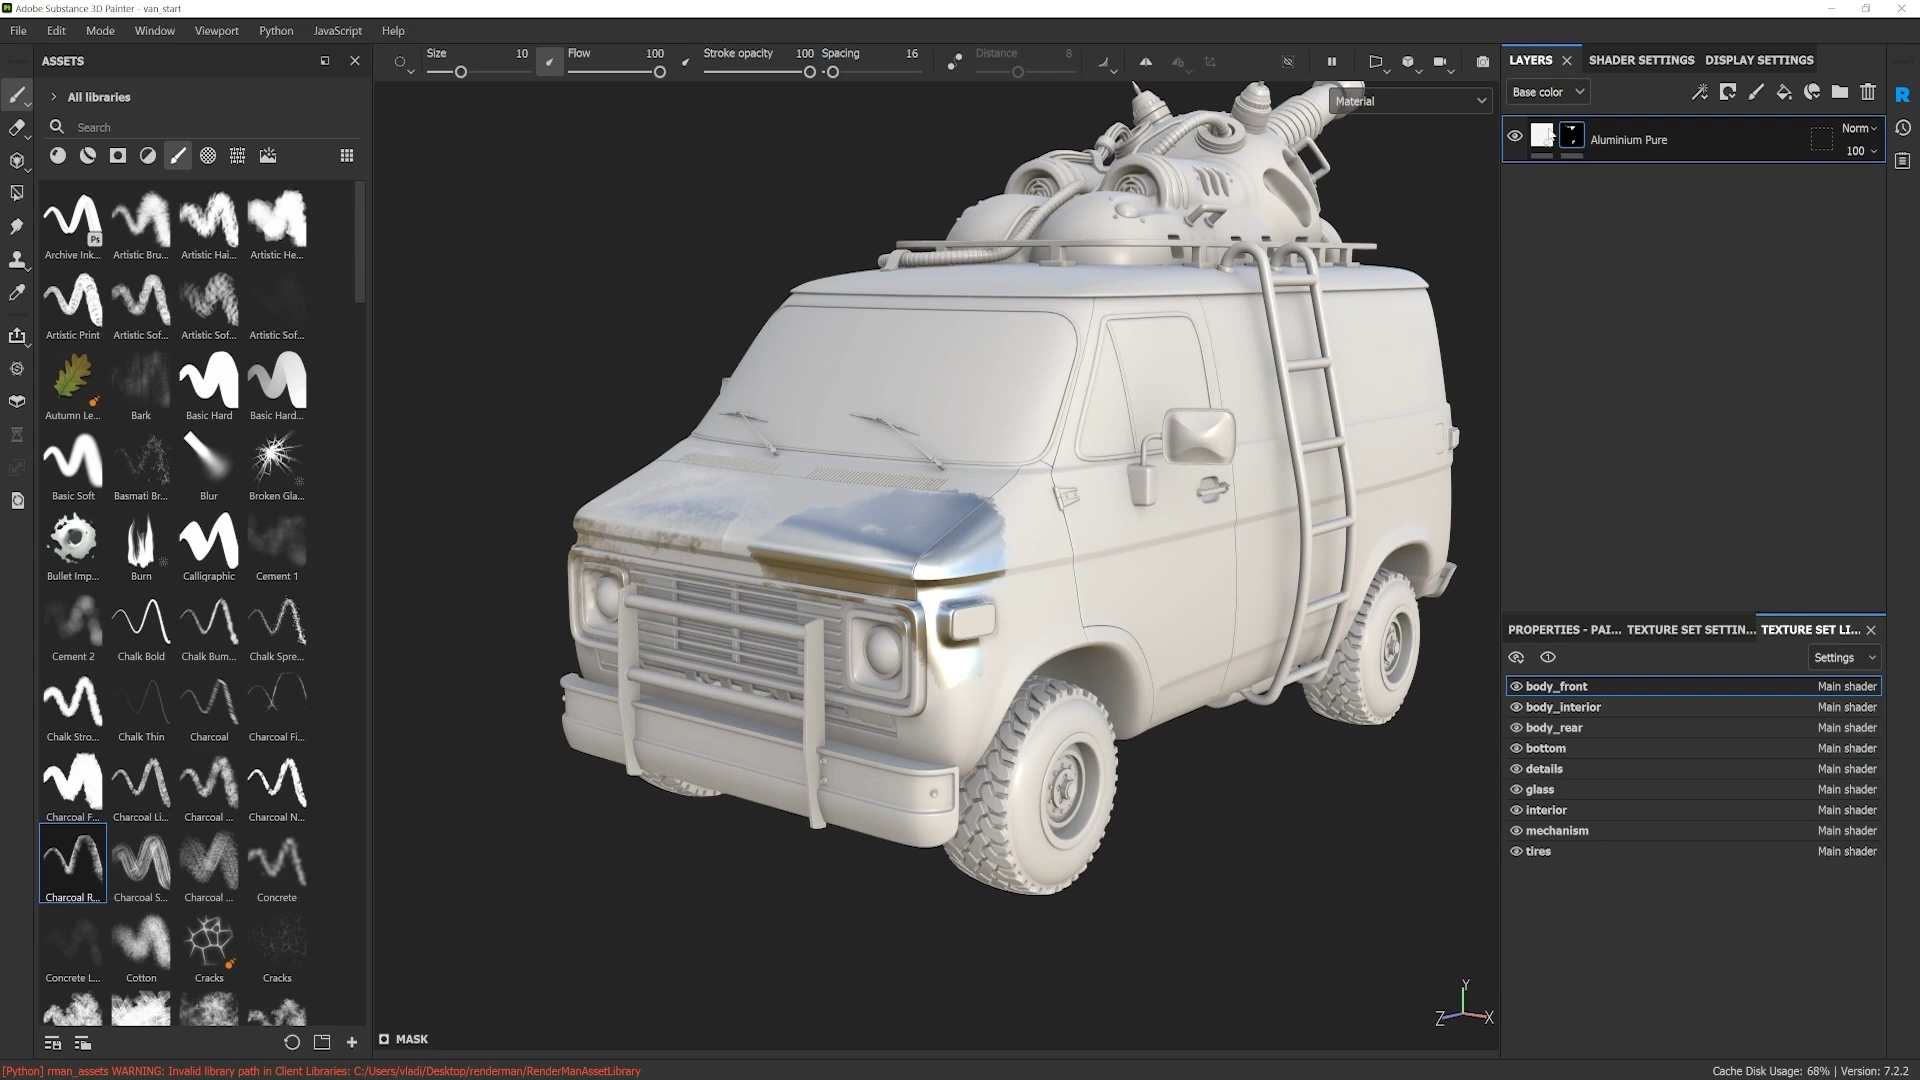 Adobe Substance 3D Painter - van_start
File Edit Mode Window Viewport Python JavaScript Help
ASSETS
All libraries
Search
Archive Ink... Artistic Bru... Artistic Hai... Artistic He...
Artistic Print Artistic Sof... Artistic Sof... Artistic Sof...
Autumn Le... Bark Basic Hard Basic Hard...
Basic Soft Basmati Br... Blur Broken Gla...
Bullet Imp... Burn Calligraphic Cement 1
Cement 2 Chalk Bold Chalk Bum... Chalk Spre...
Chalk Stro... Chalk Thin Charcoal Charcoal Fi...
Charcoal F... Charcoal Li... Charcoal ... Charcoal N...
Charcoal R... Charcoal S... Charcoal ... Concrete
Concrete L... Cotton Cracks Cracks
Size 10 Flow 100 Stroke opacity 100 Spacing 16 Distance 8
Material
MASK
Y
Z X
LAYERS SHADER SETTINGS DISPLAY SETTINGS
Base color
Aluminium Pure Norm 100
PROPERTIES - PAI... TEXTURE SET SETTIN... TEXTURE SET LI...
Settings
body_front Main shader
body_interior Main shader
body_rear Main shader
bottom Main shader
details Main shader
glass Main shader
interior Main shader
mechanism Main shader
tires Main shader
[Python] rman_assets WARNING: Invalid library path in Client Libraries: C:/Users/vladi/Desktop/renderman/RenderManAssetLibrary
Cache Disk Usage: 68% | Version: 7.2.2